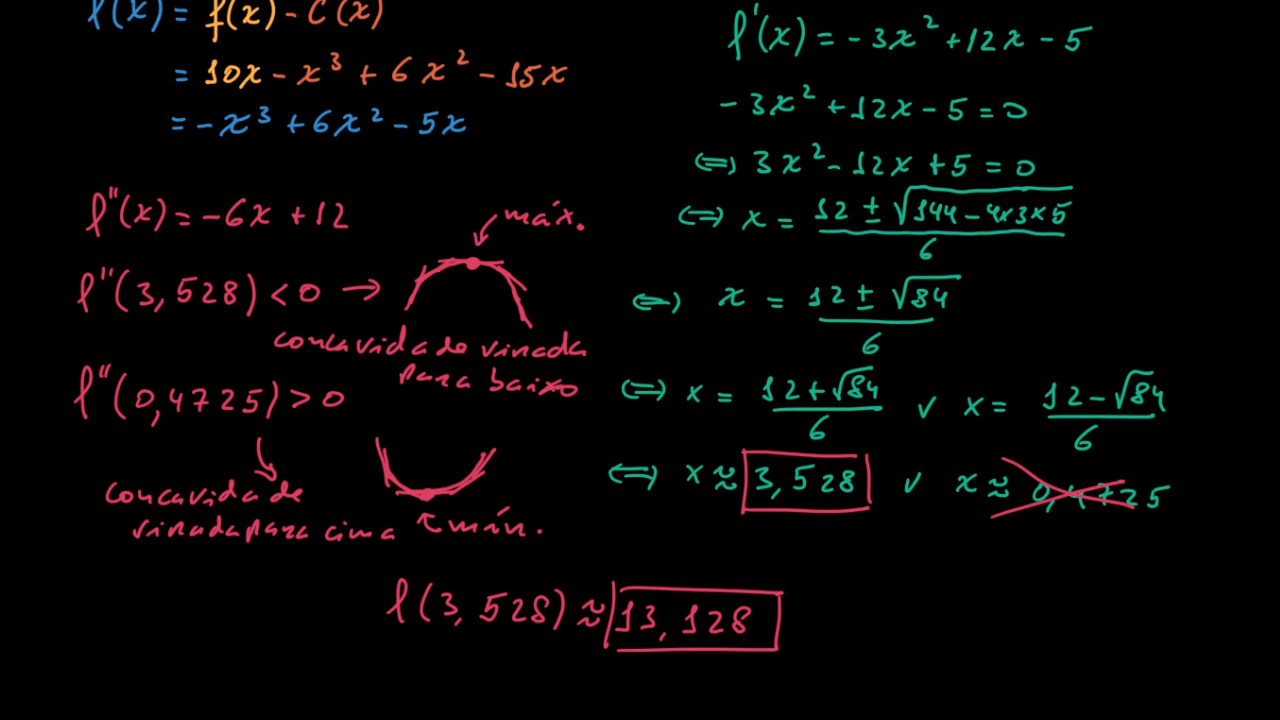 l(x) = f(x) - C(x)
= 10x - x³ + 6x² - 15x
= -x³ + 6x² - 5x
l''(x) = -6x + 12
máx.
l''(3,528) < 0 →
concavidade virada
para baixo
l''(0,4725) > 0
concavidade
virada para cima
mín.
l'(x) = -3x² + 12x - 5
-3x² + 12x - 5 = 0
⇔ 3x² - 12x + 5 = 0
⇔ x = (12 ± √(144 - 4×3×5))/6
⇔ x = (12 ± √84)/6
⇔ x = (12 + √84)/6 ∨ x = (12 - √84)/6
⇔ x ≈ 3,528 ∨ x ≈ 0,4725
l(3,528) ≈ 13,128